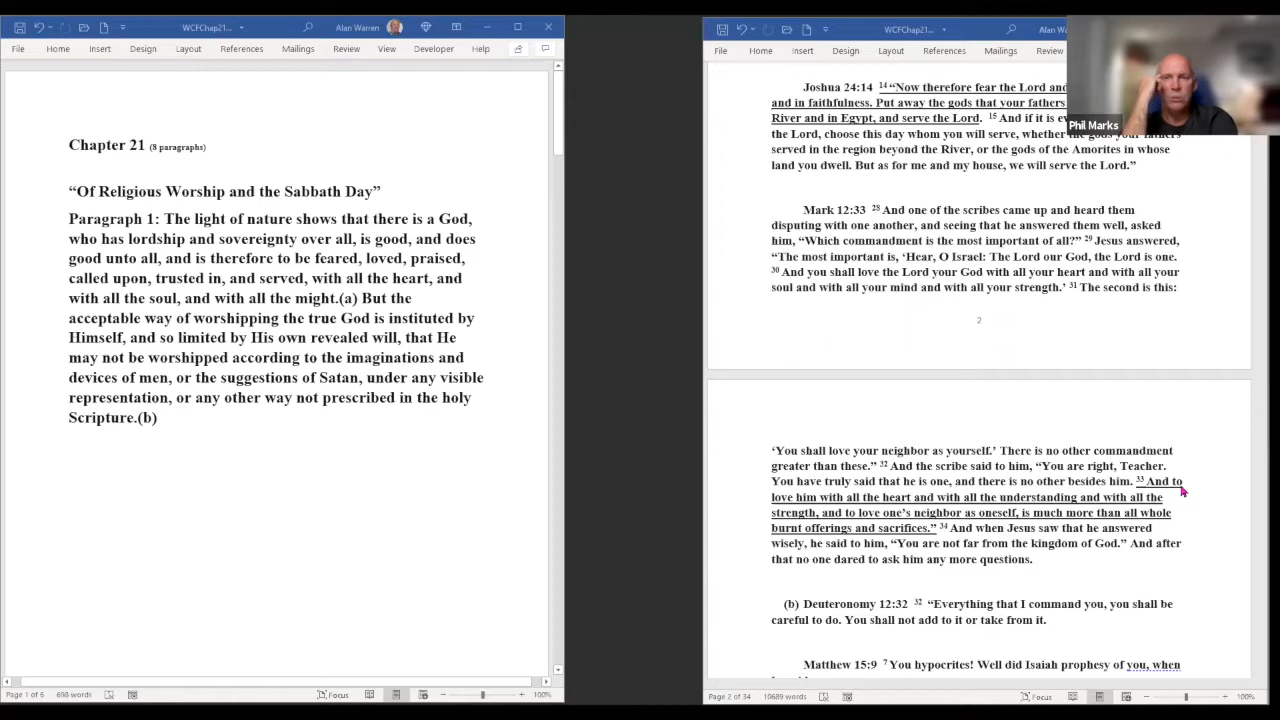 WCFChap21...
Alan Warren
File Home Insert Design Layout References Mailings Review View Developer Help
Chapter 21 (8 paragraphs)
“Of Religious Worship and the Sabbath Day”
Paragraph 1: The light of nature shows that there is a God,
who has lordship and sovereignty over all, is good, and does
good unto all, and is therefore to be feared, loved, praised,
called upon, trusted in, and served, with all the heart, and
with all the soul, and with all the might.(a) But the
acceptable way of worshipping the true God is instituted by
Himself, and so limited by His own revealed will, that He
may not be worshipped according to the imaginations and
devices of men, or the suggestions of Satan, under any visible
representation, or any other way not prescribed in the holy
Scripture.(b)
Page 1 of 6 698 words Focus 100%
WCFChap21...
Alan Wa
File Home Insert Design Layout References Mailings Review
Phil Marks
Joshua 24:14 14 “Now therefore fear the Lord and
and in faithfulness. Put away the gods that your fathers
River and in Egypt, and serve the Lord. 15 And if it is
the Lord, choose this day whom you will serve, whether the gods your fathers
served in the region beyond the River, or the gods of the Amorites in whose
land you dwell. But as for me and my house, we will serve the Lord.”
Mark 12:33 28 And one of the scribes came up and heard them
disputing with one another, and seeing that he answered them well, asked
him, “Which commandment is the most important of all?” 29 Jesus answered,
“The most important is, ‘Hear, O Israel: The Lord our God, the Lord is one.
30 And you shall love the Lord your God with all your heart and with all your
soul and with all your mind and with all your strength.’ 31 The second is this:
2
‘You shall love your neighbor as yourself.’ There is no other commandment
greater than these.” 32 And the scribe said to him, “You are right, Teacher.
You have truly said that he is one, and there is no other besides him. 33 And to
love him with all the heart and with all the understanding and with all the
strength, and to love one’s neighbor as oneself, is much more than all whole
burnt offerings and sacrifices.” 34 And when Jesus saw that he answered
wisely, he said to him, “You are not far from the kingdom of God.” And after
that no one dared to ask him any more questions.
(b) Deuteronomy 12:32 32 “Everything that I command you, you shall be
careful to do. You shall not add to it or take from it.
Matthew 15:9 7 You hypocrites! Well did Isaiah prophesy of you, when
Page 2 of 34 10689 words Focus 100%